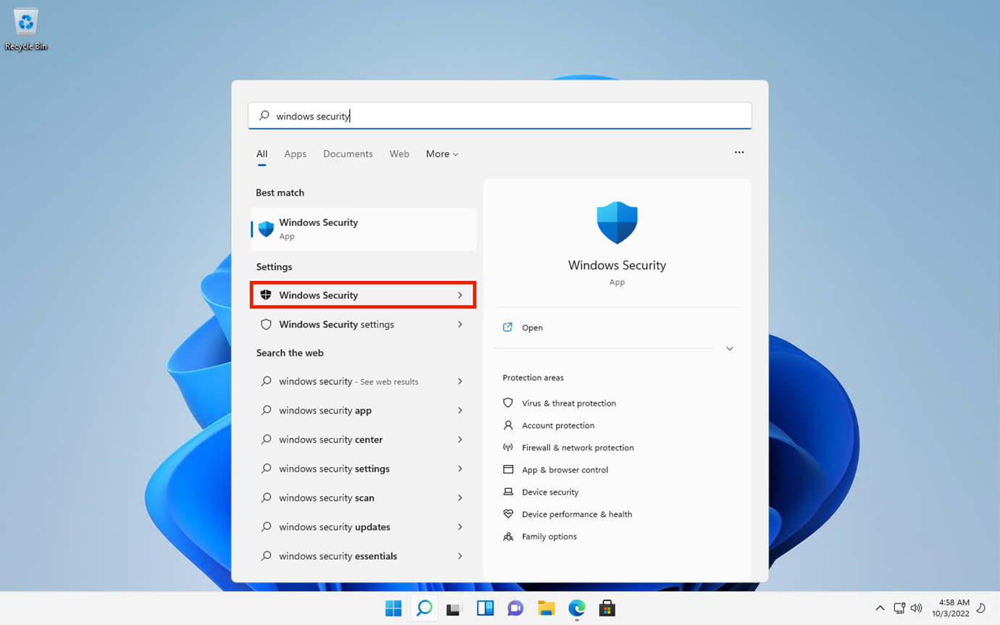 Recycle Bin
windows security
All Apps Documents Web More
Best match
Windows Security
App
Settings
Windows Security
Windows Security settings
Search the web
windows security - See web results
windows security app
windows security center
windows security settings
windows security scan
windows security updates
windows security essentials
Windows Security
App
Open
Protection areas
Virus & threat protection
Account protection
Firewall & network protection
App & browser control
Device security
Device performance & health
Family options
4:58 AM
10/3/2022